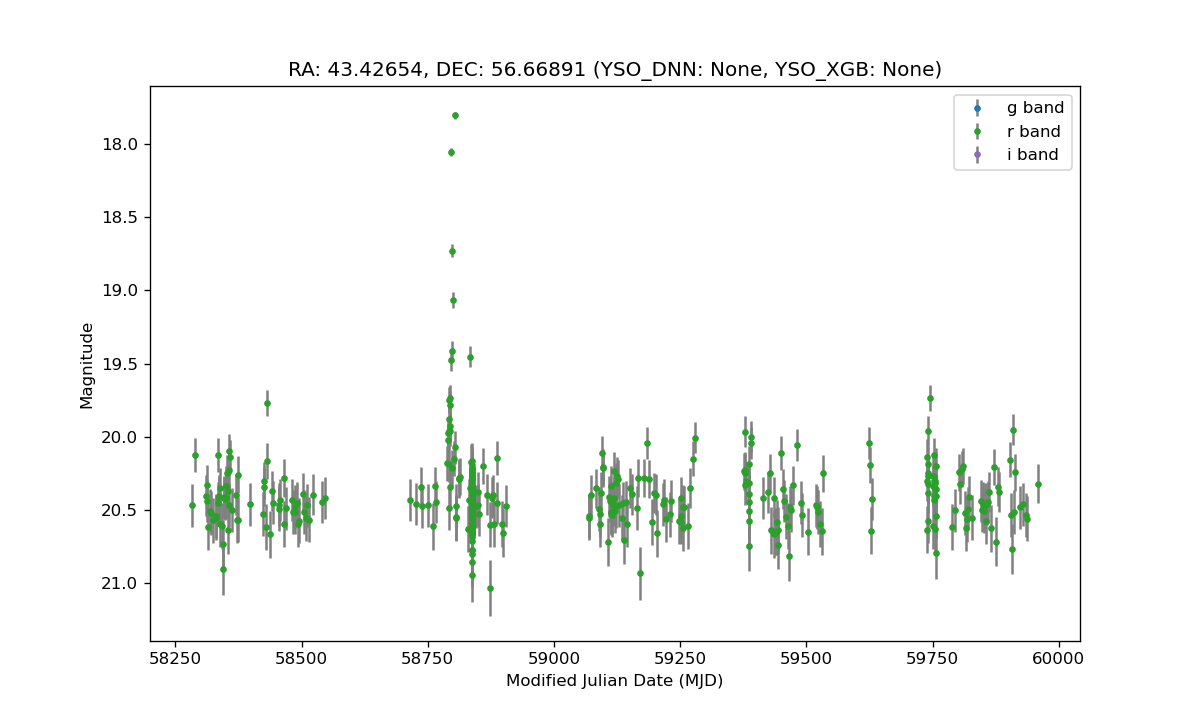 RA: 43.42654, DEC: 56.66891 (YSO_DNN: None, YSO_XGB: None)
g band
r band
i band
18.0
18.5
19.0
19.5
20.0
20.5
21.0
Magnitude
58250 58500 58750 59000 59250 59500 59750 60000
Modified Julian Date (MJD)